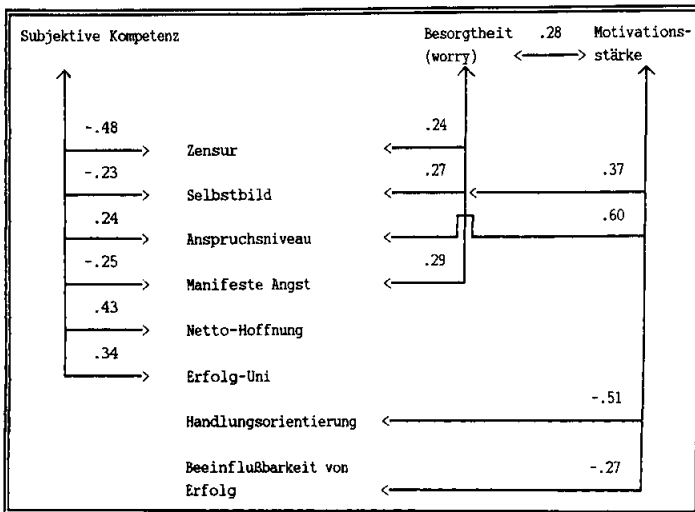 Subjektive Kompetenz Besorgtheit .28 Motivations-
(worry) <——> stärke
-.48 .24
Zensur
-.23 .27 .37
Selbstbild
.24 .60
Anspruchsniveau
-.25 .29
Manifeste Angst
.43
Netto-Hoffnung
.34
Erfolg-Uni
-.51
Handlungsorientierung
Beeinflußbarkeit von -.27
Erfolg